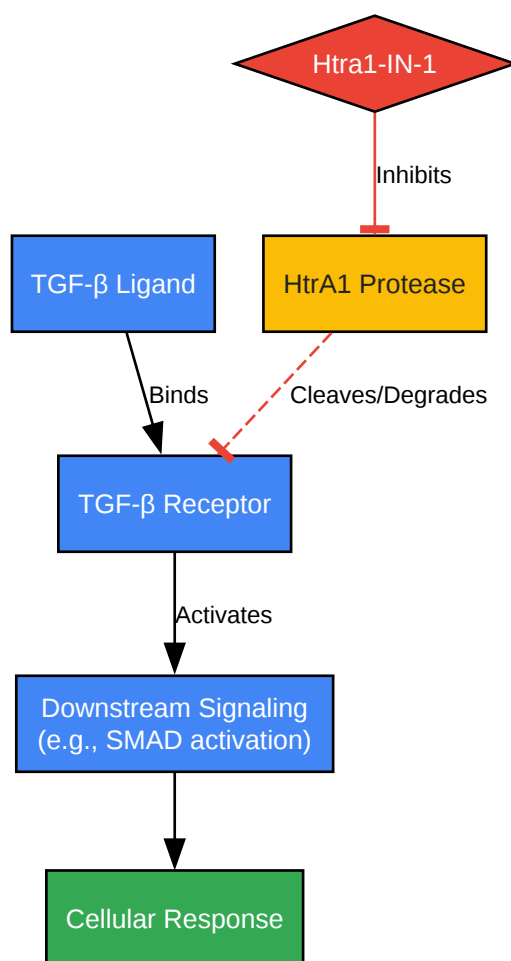 Htra1-IN-1
Inhibits
TGF-β Ligand
HtrA1 Protease
Binds
Cleaves/Degrades
TGF-β Receptor
Activates
Downstream Signaling
(e.g., SMAD activation)
Cellular Response